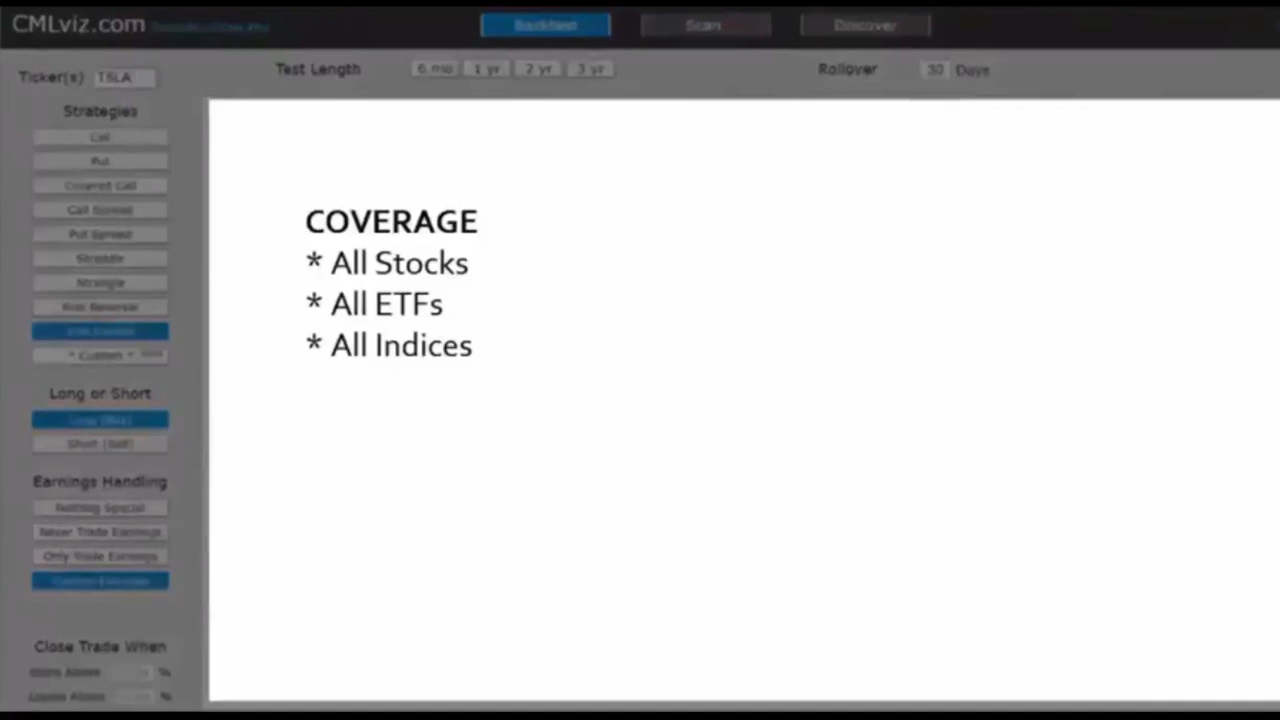 CMLviz.com
Backtest Scan Discover
Ticker(s) TSLA Test Length 6 mo 1 yr 2 yr 3 yr Rollover 30 Days
Strategies
Call
Put
Covered Call
Call Spread
Put Spread
Straddle
Strangle
Risk Reversal
* Custom *
Long or Short
Short (Sell)
Earnings Handling
Nothing Special
Never Trade Earnings
Only Trade Earnings
Custom Earnings
Close Trade When
%
%
COVERAGE
* All Stocks
* All ETFs
* All Indices